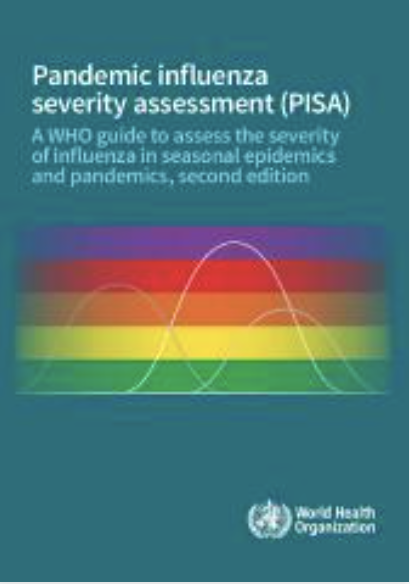 Pandemic influenza
severity assessment (PISA)
A WHO guide to assess the severity
of influenza in seasonal epidemics
and pandemics, second edition
World Health
Organization